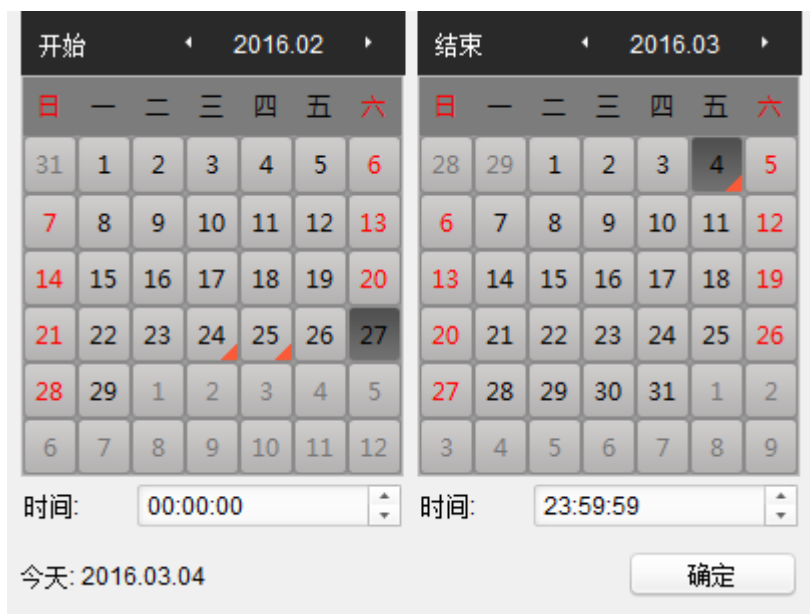 开始 2016.02 结束 2016.03
日 一 二 三 四 五 六 日 一 二 三 四 五 六
31 1 2 3 4 5 6 28 29 1 2 3 4 5
7 8 9 10 11 12 13 6 7 8 9 10 11 12
14 15 16 17 18 19 20 13 14 15 16 17 18 19
21 22 23 24 25 26 27 20 21 22 23 24 25 26
28 29 1 2 3 4 5 27 28 29 30 31 1 2
6 7 8 9 10 11 12 3 4 5 6 7 8 9
时间: 00:00:00 时间: 23:59:59
今天: 2016.03.04 确定